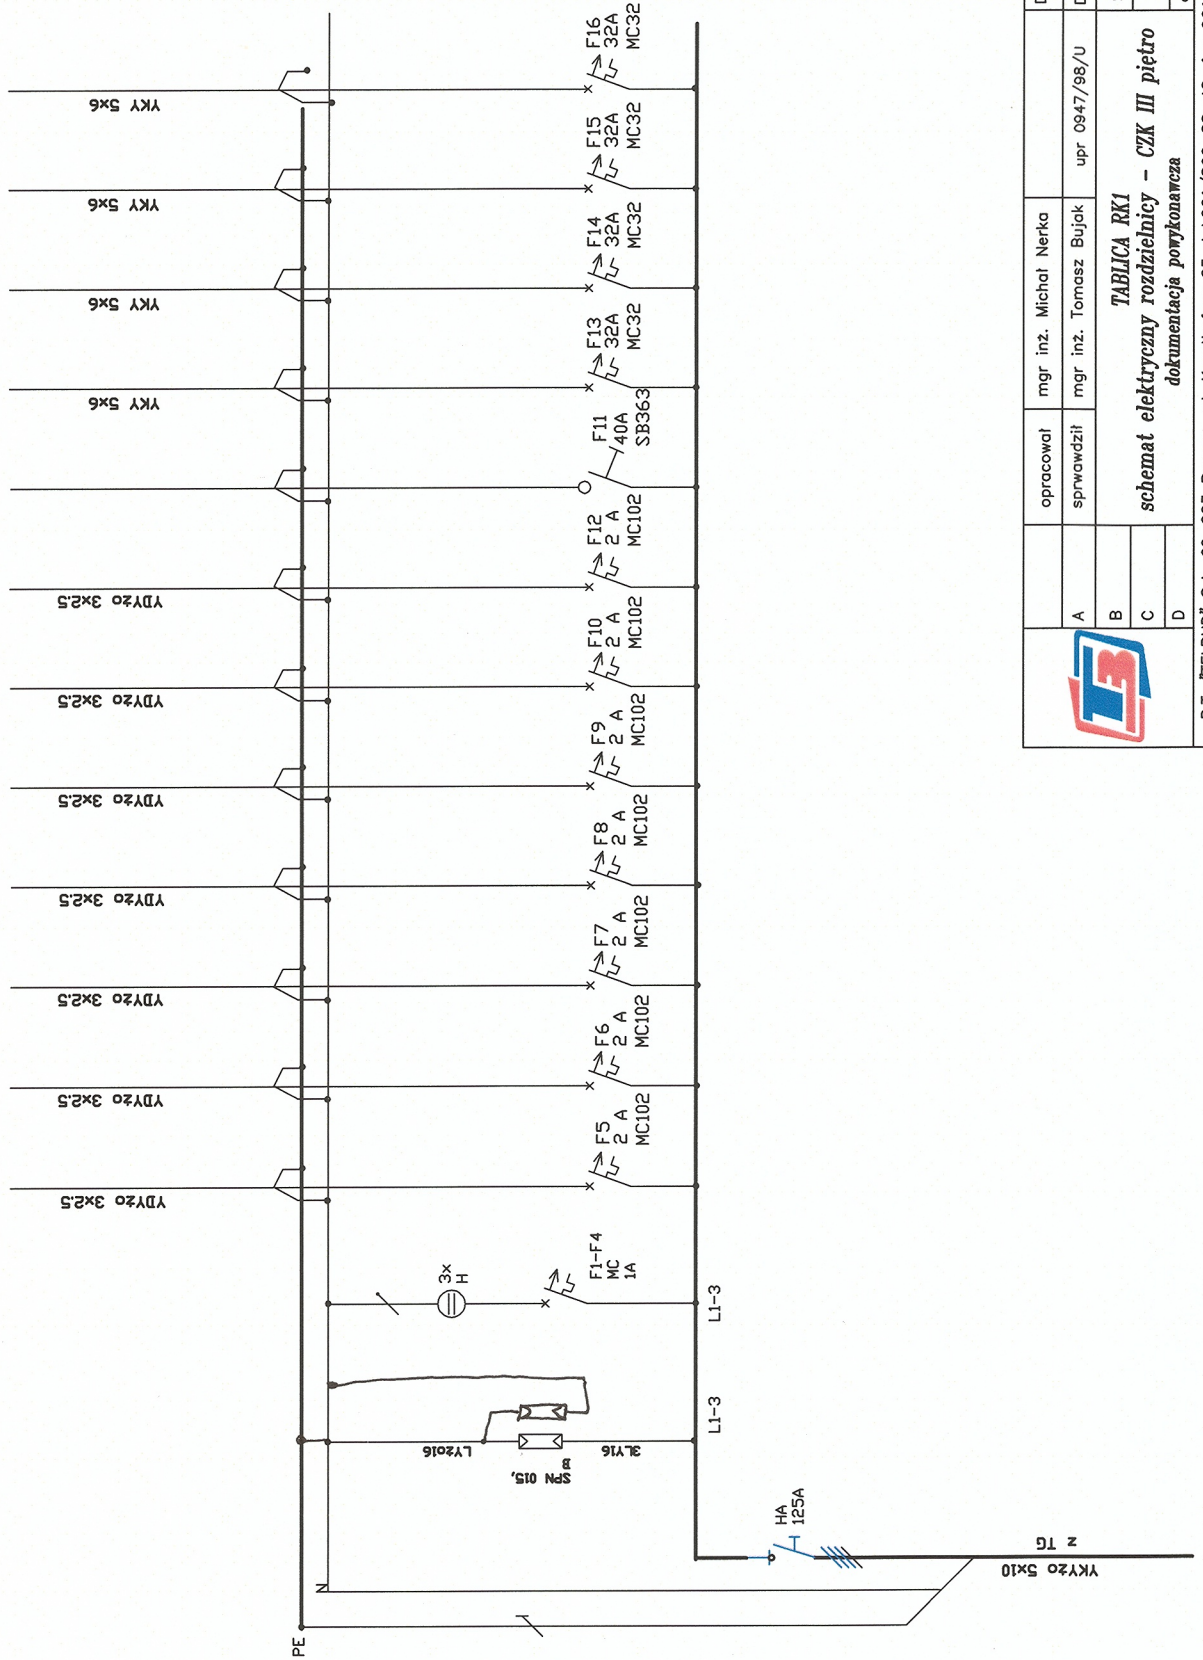 YKY 5x6
YKY 5x6
YKY 5x6
YKY 5x6
YDYżo 3x2.5
YDYżo 3x2.5
YDYżo 3x2.5
YDYżo 3x2.5
YDYżo 3x2.5
YDYżo 3x2.5
YDYżo 3x2.5
F16
32A
MC32
F15
32A
MC32
F14
32A
MC32
F13
32A
MC32
F11
40A
SB363
F12
2 A
MC102
F10
2 A
MC102
F9
2 A
MC102
F8
2 A
MC102
F7
2 A
MC102
F6
2 A
MC102
F5
2 A
MC102
3x
H
F1-F4
MC
1A
L1-3
L1-3
LYżo16
SPN 015,
B
3LY16
HA
125A
PE
N
z TG
YKYżo 5x10
opracował
mgr inż. Michał Nerka
A
sprwadził
mgr inż. Tomasz Bujak
upr 0947/98/U
B
TABLICA RK1
C
schemat elektryczny rozdzielnicy - CZK III piętro
D
dokumentacja powykonawcza